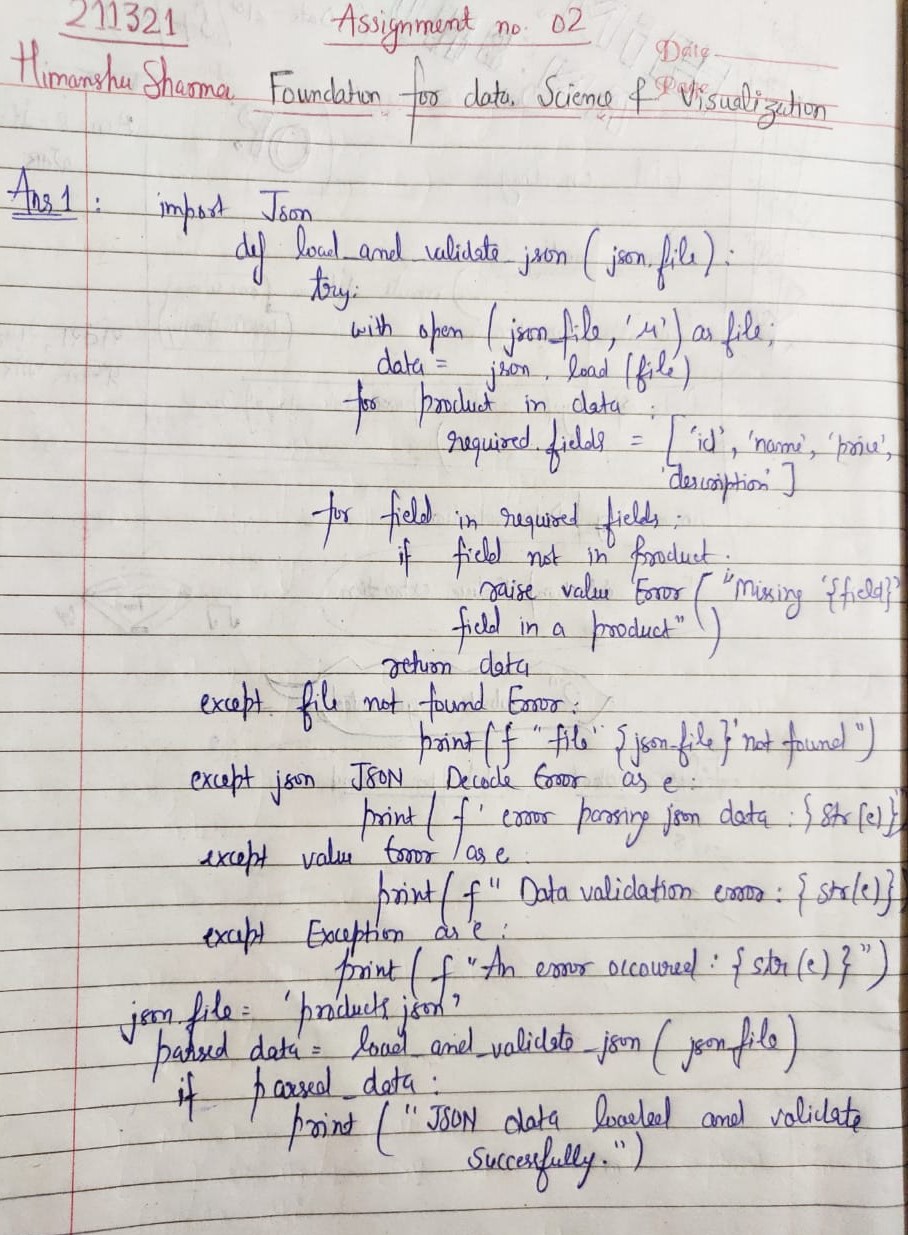 211321 Assignment no. 02
Date
Himanshu Sharma Foundation for data Science & Visualization
Ans 1 : import Json
def load_and_validate_json (json_file):
try:
with open (json_file, 'r') as file;
data = json. load (file)
for product in data :
required_fields = ['id', 'name', 'price',
'description']
for field in required_fields :
if field not in product.
raise value Error ("Missing '{field}'
field in a product")
return data
except file not found Error:
print (f "file' {json-file}' not found")
except json JSON Decode Error as e:
print (f' error parsing json data : {str(e)}
except value Error as e
print (f" Data validation error : {str(e)}
except Exception as e :
print (f "An error occoured : {str(e)}")
json_file = 'products.json'
parsed data = load_and_validate_json (json_file)
if parsed_data :
print ("JSON data loaded and validate
Successfully.")